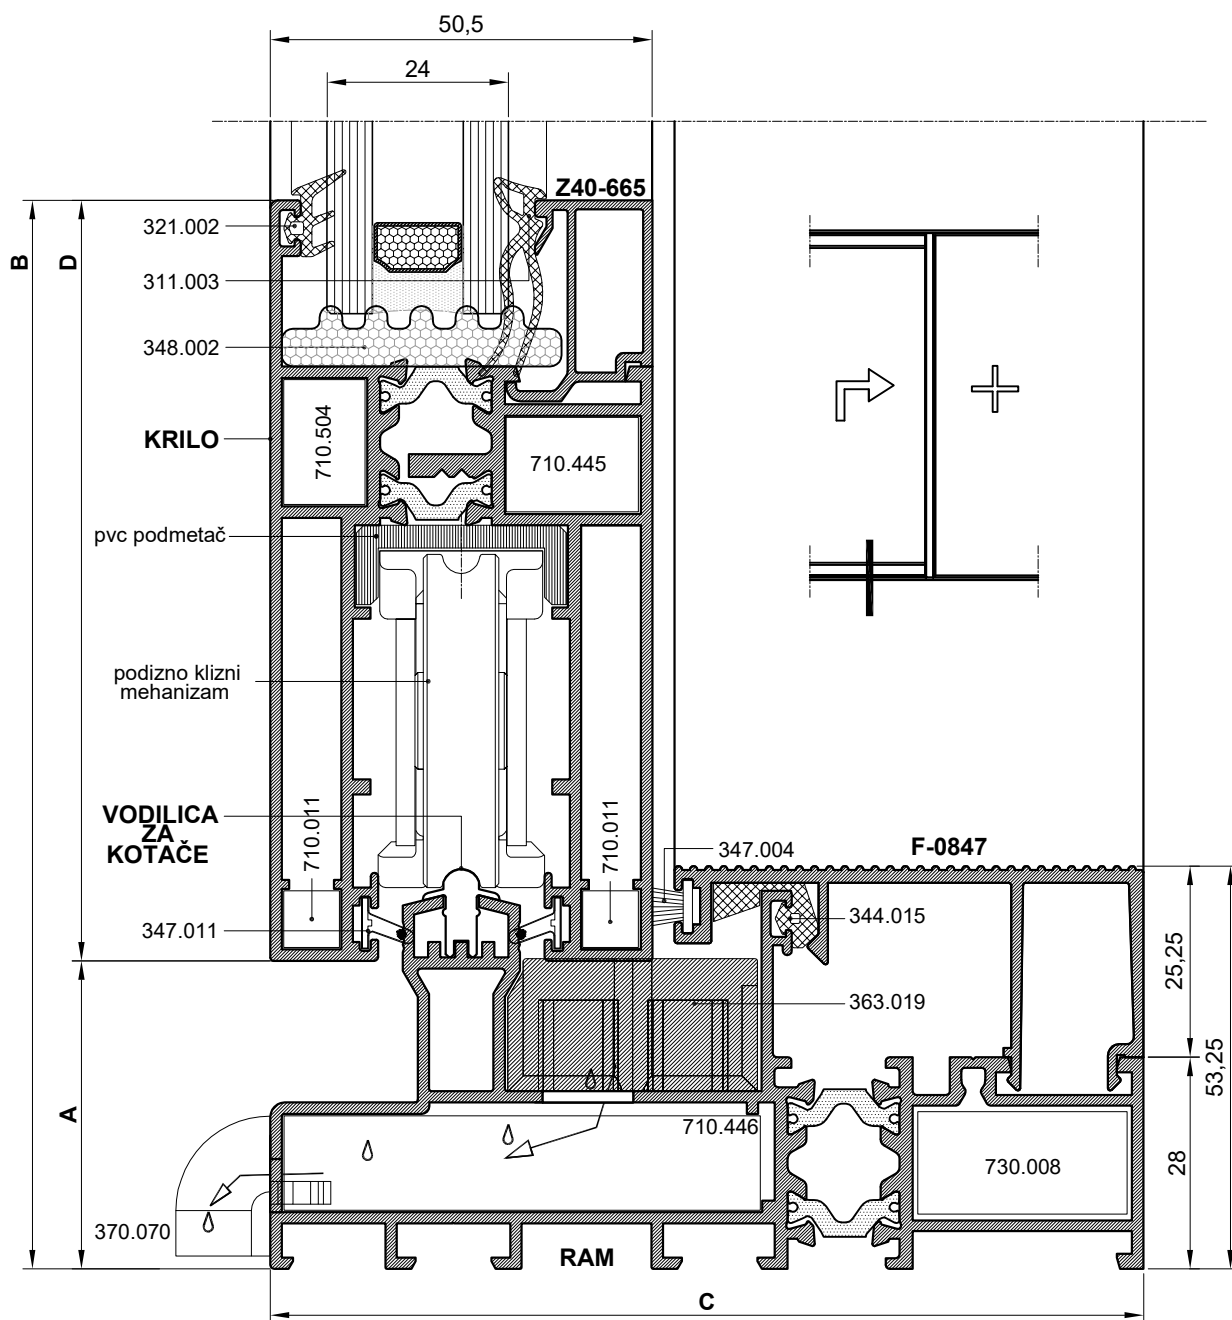 50,5
24
Z40-665
321.002
B
D
311.003
348.002
KRILO
710.504
710.445
pvc podmetač
podizno klizni
mehanizam
VODILICA
ZA
KOTAČE
710.011
710.011
347.004
F-0847
347.011
344.015
25,25
363.019
53,25
A
710.446
730.008
28
370.070
RAM
C